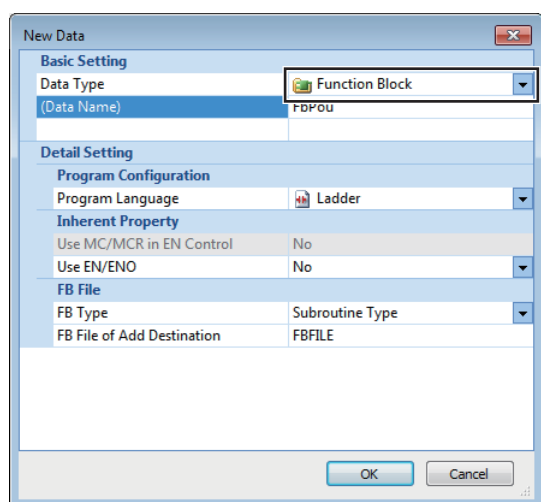 New Data
Basic Setting
Data Type Function Block
(Data Name) FbPou
Detail Setting
Program Configuration
Program Language Ladder
Inherent Property
Use MC/MCR in EN Control No
Use EN/ENO No
FB File
FB Type Subroutine Type
FB File of Add Destination FBFILE
OK Cancel